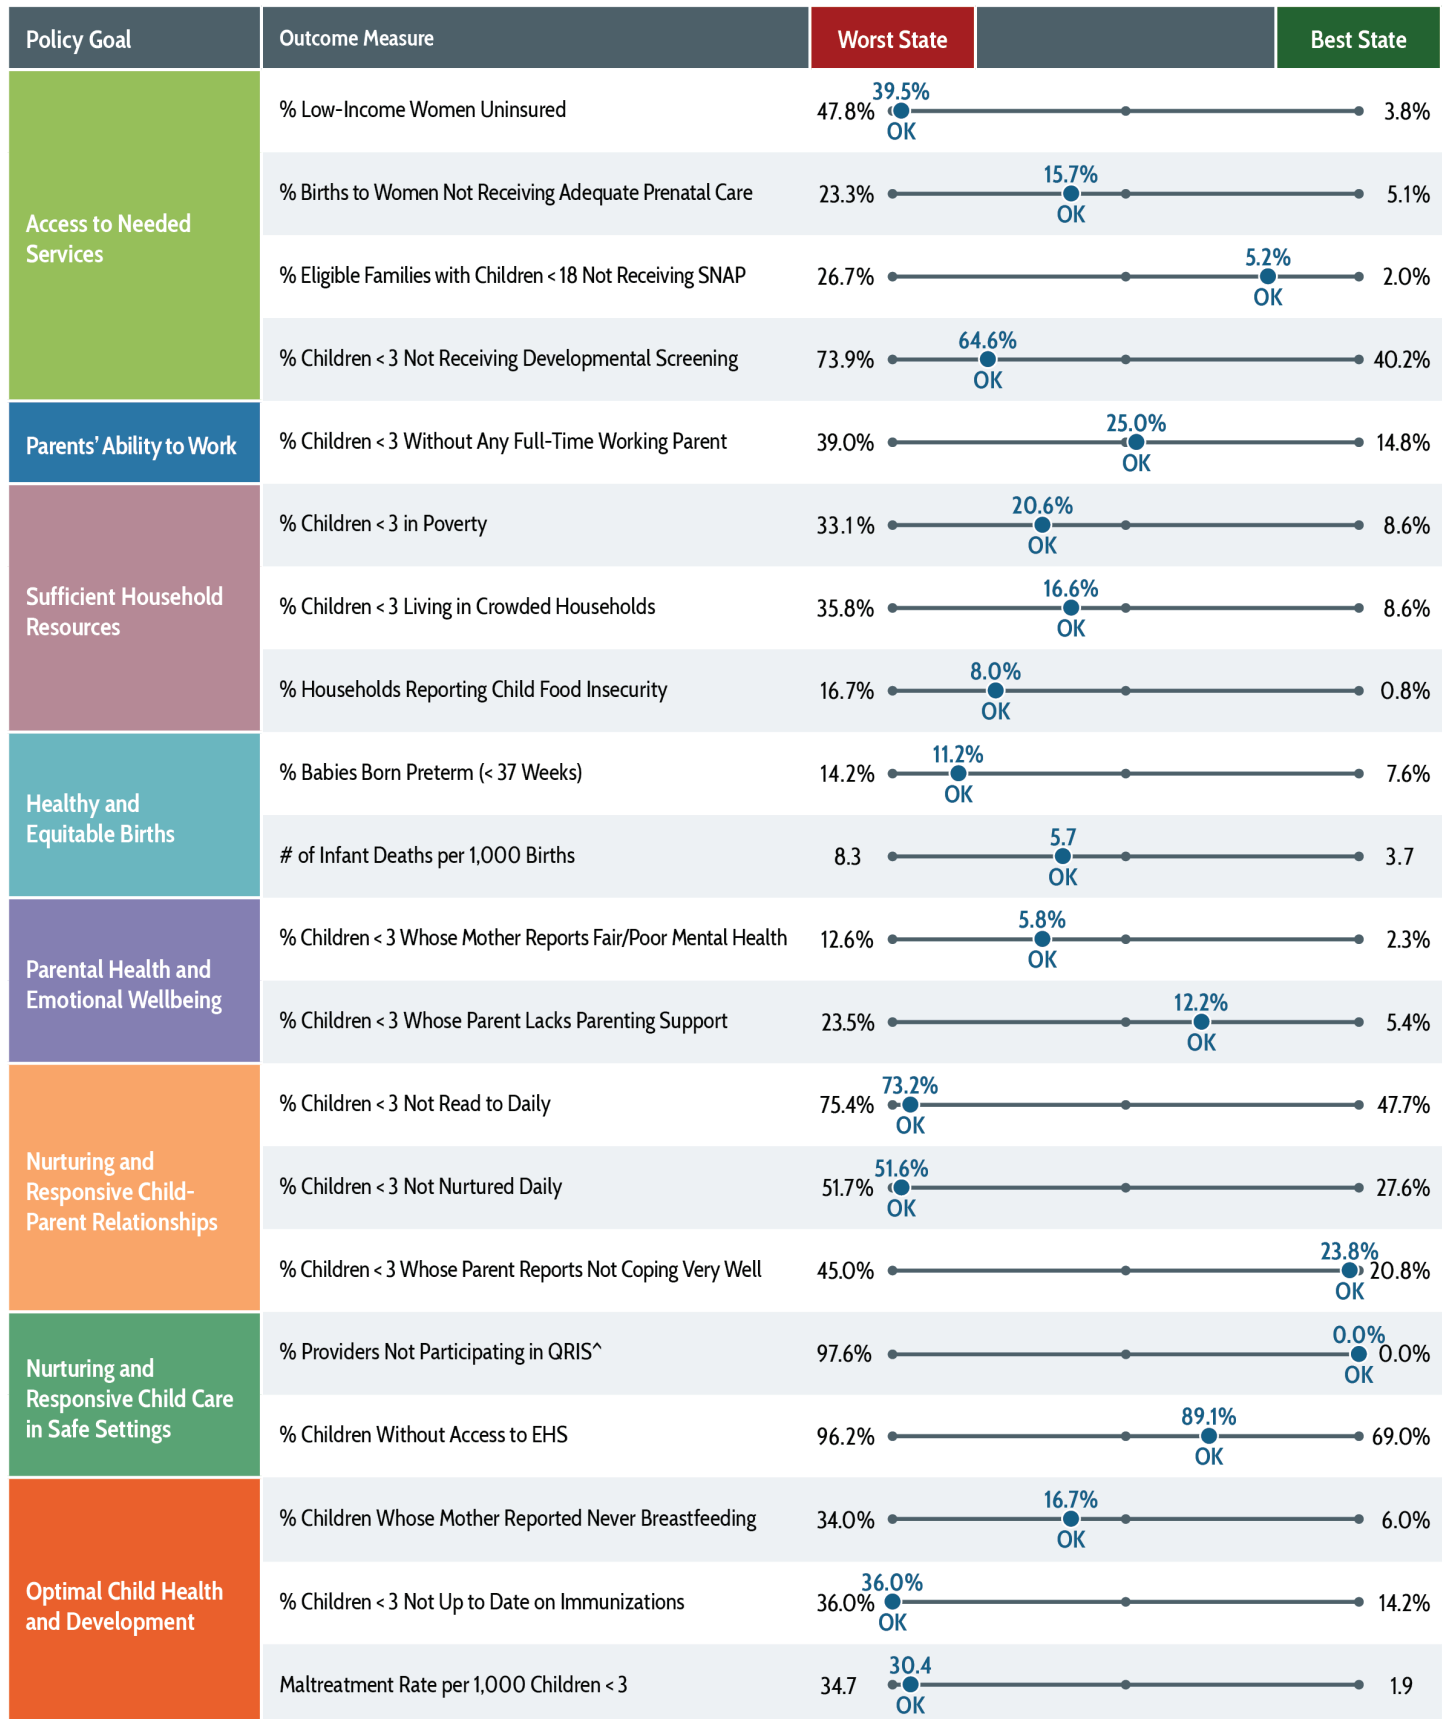 Policy Goal
Outcome Measure
Worst State
Best State
Access to Needed
Services
% Low-Income Women Uninsured
47.8%
39.5%
OK
3.8%
% Births to Women Not Receiving Adequate Prenatal Care
23.3%
15.7%
OK
5.1%
% Eligible Families with Children < 18 Not Receiving SNAP
26.7%
5.2%
OK
2.0%
% Children < 3 Not Receiving Developmental Screening
73.9%
64.6%
OK
40.2%
Parents' Ability to Work
% Children < 3 Without Any Full-Time Working Parent
39.0%
25.0%
OK
14.8%
Sufficient Household
Resources
% Children < 3 in Poverty
33.1%
20.6%
OK
8.6%
% Children < 3 Living in Crowded Households
35.8%
16.6%
OK
8.6%
% Households Reporting Child Food Insecurity
16.7%
8.0%
OK
0.8%
Healthy and
Equitable Births
% Babies Born Preterm (< 37 Weeks)
14.2%
11.2%
OK
7.6%
# of Infant Deaths per 1,000 Births
8.3
5.7
OK
3.7
Parental Health and
Emotional Wellbeing
% Children < 3 Whose Mother Reports Fair/Poor Mental Health
12.6%
5.8%
OK
2.3%
% Children < 3 Whose Parent Lacks Parenting Support
23.5%
12.2%
OK
5.4%
Nurturing and
Responsive Child-
Parent Relationships
% Children < 3 Not Read to Daily
75.4%
73.2%
OK
47.7%
% Children < 3 Not Nurtured Daily
51.7%
51.6%
OK
27.6%
% Children < 3 Whose Parent Reports Not Coping Very Well
45.0%
23.8%
OK
20.8%
Nurturing and
Responsive Child Care
in Safe Settings
% Providers Not Participating in QRIS^
97.6%
0.0%
OK
0.0%
% Children Without Access to EHS
96.2%
89.1%
OK
69.0%
Optimal Child Health
and Development
% Children Whose Mother Reported Never Breastfeeding
34.0%
16.7%
OK
6.0%
% Children < 3 Not Up to Date on Immunizations
36.0%
36.0%
OK
14.2%
Maltreatment Rate per 1,000 Children < 3
34.7
30.4
OK
1.9